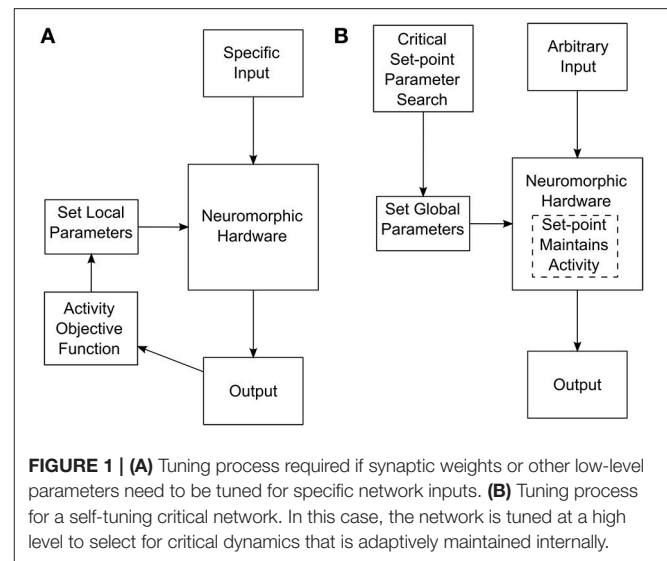 A
Specific
Input
Set Local
Parameters
Neuromorphic
Hardware
Activity
Objective
Function
Output
B
Critical
Set-point
Parameter
Search
Arbitrary
Input
Set Global
Parameters
Neuromorphic
Hardware
Set-point
Maintains
Activity
Output
FIGURE 1 | (A) Tuning process required if synaptic weights or other low-level
parameters need to be tuned for specific network inputs. (B) Tuning process
for a self-tuning critical network. In this case, the network is tuned at a high
level to select for critical dynamics that is adaptively maintained internally.